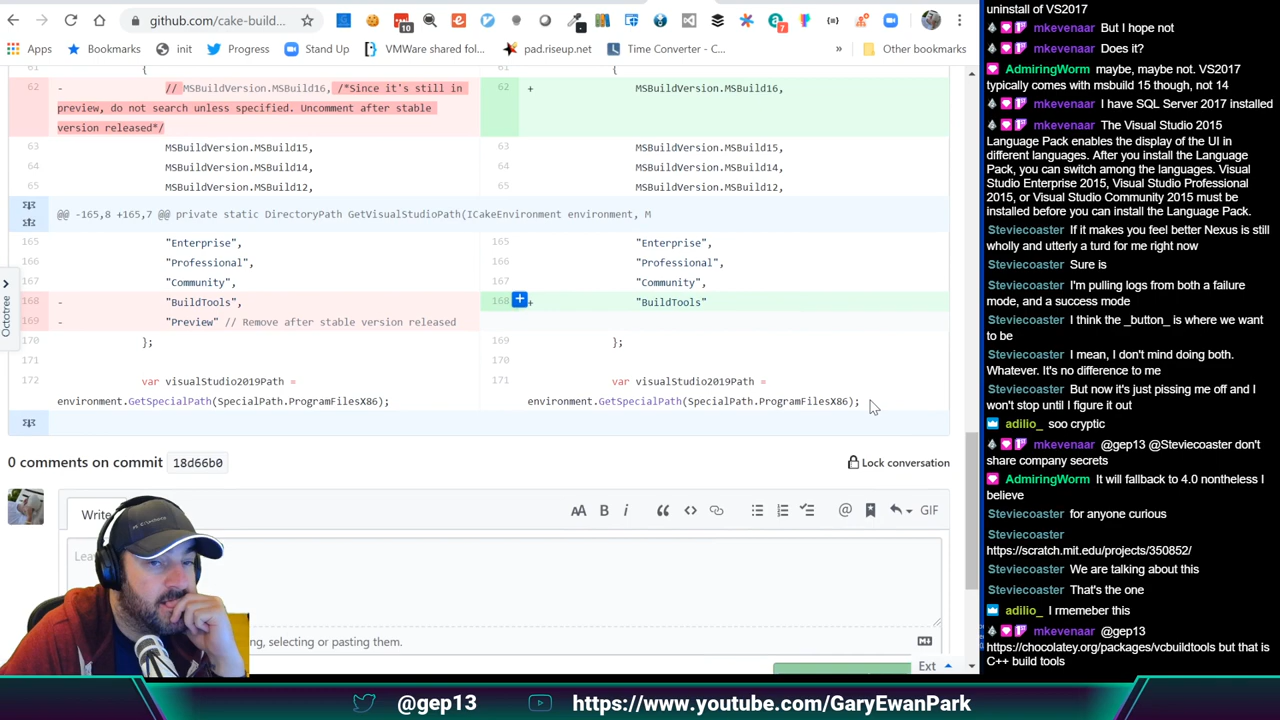 github.com/cake-build...
10
7
Apps
Bookmarks
init
Progress
Stand Up
VMWare shared fol...
pad.riseup.net
Time Converter - C...
»
Other bookmarks
61 { 61 {
62 - // MSBuildVersion.MSBuild16, /*Since it's still in 62 + MSBuildVersion.MSBuild16,
preview, do not search unless specified. Uncomment after stable
version released*/
63 MSBuildVersion.MSBuild15, 63 MSBuildVersion.MSBuild15,
64 MSBuildVersion.MSBuild14, 64 MSBuildVersion.MSBuild14,
65 MSBuildVersion.MSBuild12, 65 MSBuildVersion.MSBuild12,
@@ -165,8 +165,7 @@ private static DirectoryPath GetVisualStudioPath(ICakeEnvironment environment, M
165 "Enterprise", 165 "Enterprise",
166 "Professional", 166 "Professional",
167 "Community", 167 "Community",
168 - "BuildTools", 168 + "BuildTools"
169 - "Preview" // Remove after stable version released
170 }; 169 };
171 170
172 var visualStudio2019Path = 171 var visualStudio2019Path =
environment.GetSpecialPath(SpecialPath.ProgramFilesX86); environment.GetSpecialPath(SpecialPath.ProgramFilesX86);
Octotree
0 comments on commit 18d66b0
Lock conversation
Write
AA B i @ GIF
Lea
ng, selecting or pasting them.
Ext
uninstall of VS2017
mkevenaar But I hope not
mkevenaar Does it?
AdmiringWorm maybe, maybe not. VS2017
typically comes with msbuild 15 though, not 14
mkevenaar I have SQL Server 2017 installed
mkevenaar The Visual Studio 2015
Language Pack enables the display of the UI in
different languages. After you install the Language
Pack, you can switch among the languages. Visual
Studio Enterprise 2015, Visual Studio Professional
2015, or Visual Studio Community 2015 must be
installed before you can install the Language Pack.
Steviecoaster If it makes you feel better Nexus is still
wholly and utterly a turd for me right now
Steviecoaster Sure is
Steviecoaster I'm pulling logs from both a failure
mode, and a success mode
Steviecoaster I think the _button_ is where we want
to be
Steviecoaster I mean, I don't mind doing both.
Whatever. It's no difference to me
Steviecoaster But now it's just pissing me off and I
won't stop until I figure it out
adilio_ soo cryptic
mkevenaar @gep13 @Steviecoaster don't
share company secrets
AdmiringWorm It will fallback to 4.0 nontheless I
believe
Steviecoaster for anyone curious
Steviecoaster
https://scratch.mit.edu/projects/350852/
Steviecoaster We are talking about this
Steviecoaster That's the one
adilio_ I rmemeber this
mkevenaar @gep13
https://chocolatey.org/packages/vcbuildtools but that is
C++ build tools
@gep13
https://www.youtube.com/GaryEwanPark